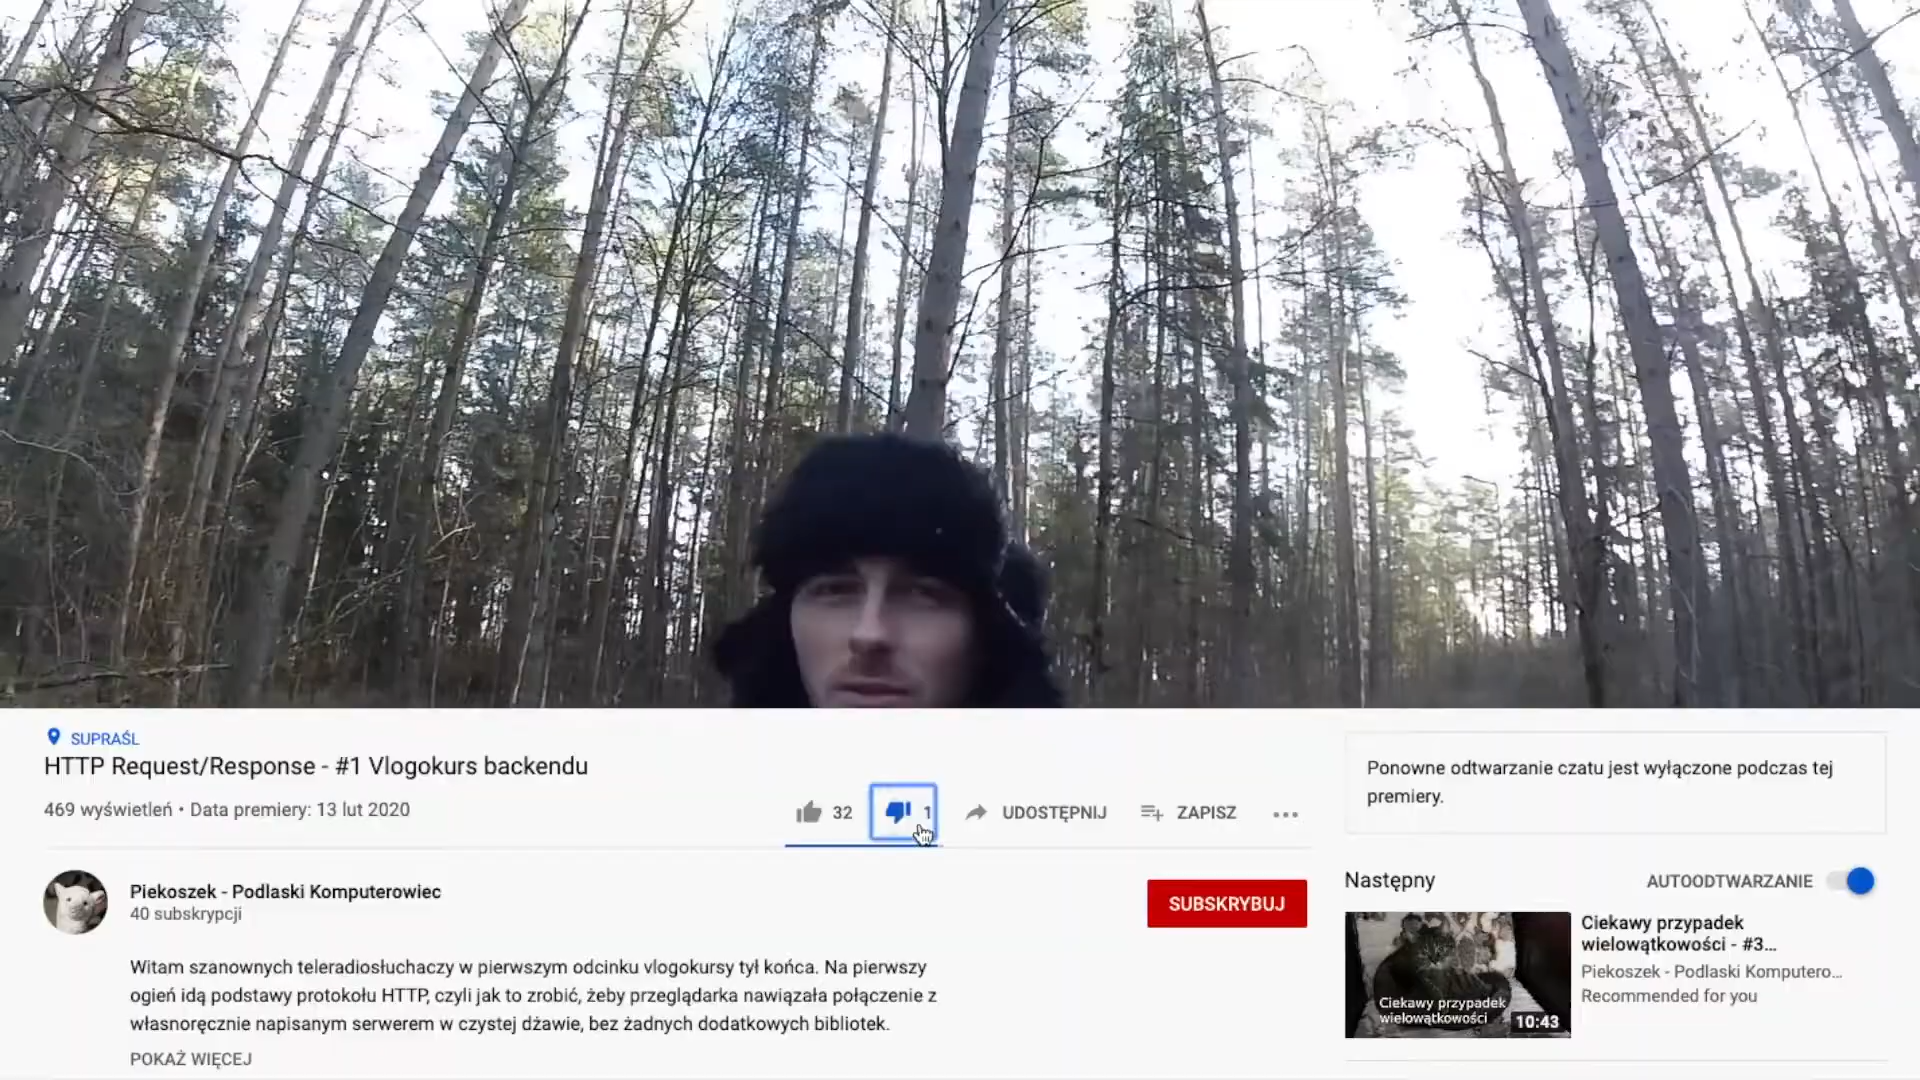 SUPRAŚL
HTTP Request/Response - #1 Vlogokurs backendu
469 wyświetleń • Data premiery: 13 lut 2020
32
1
UDOSTĘPNIJ
ZAPISZ
Piekoszek - Podlaski Komputerowiec
40 subskrypcji
SUBSKRYBUJ
Witam szanownych teleradiosłuchaczy w pierwszym odcinku vlogokursy tył końca. Na pierwszy
ogień idą podstawy protokołu HTTP, czyli jak to zrobić, żeby przeglądarka nawiązała połączenie z
własnoręcznie napisanym serwerem w czystej dżawie, bez żadnych dodatkowych bibliotek.
POKAŻ WIĘCEJ
Ponowne odtwarzanie czatu jest wyłączone podczas tej
premiery.
Następny
AUTOODTWARZANIE
Ciekawy przypadek
wielowątkowości
10:43
Ciekawy przypadek
wielowątkowości - #3...
Piekoszek - Podlaski Komputero...
Recommended for you